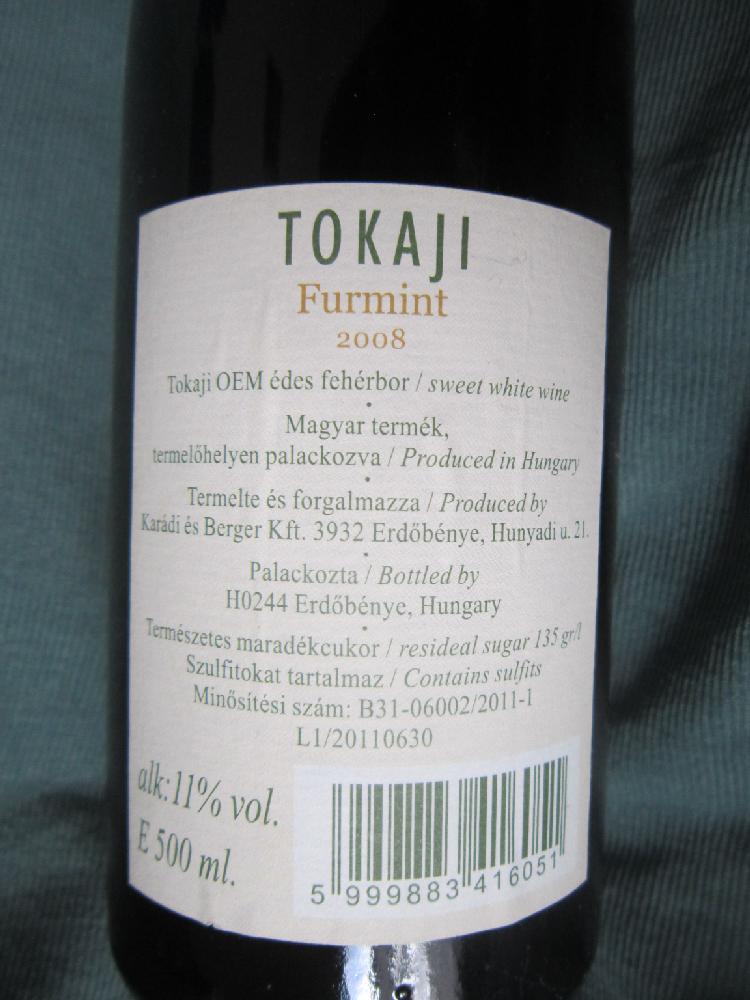 TOKAJI
Furmint
2008
Tokaji OEM édes fehérbor / sweet white wine
Magyar termék,
termelőhelyen palackozva / Produced in Hungary
Termelte és forgalmazza / Produced by
Karádi és Berger Kft. 3932 Erdőbénye, Hunyadi u. 21.
Palackozta / Bottled by
H0244 Erdőbénye, Hungary
Természetes maradékcukor / resideal sugar 135 gr/l
Szulfitokat tartalmaz / Contains sulfits
Minősítési szám: B31-06002/2011-1
L1/20110630
alk:11% vol.
E 500 ml.
5 999883 416051